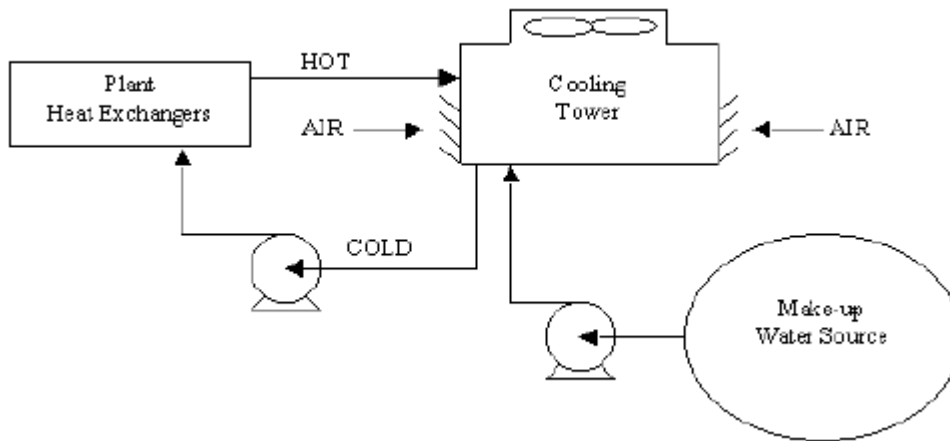 HOT
Plant
Heat Exchangers
Cooling
Tower
AIR
AIR
COLD
Make-up
Water Source